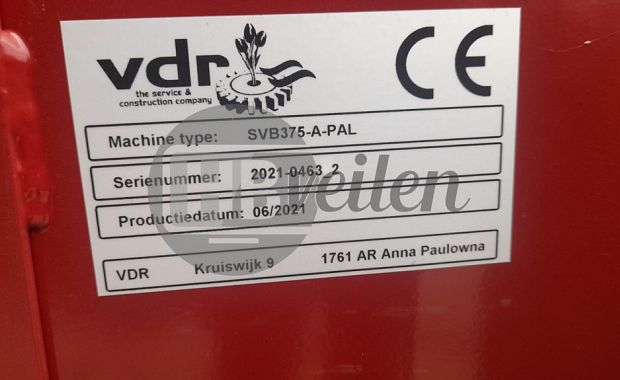 vdr
the service &
construction company
CE
Machine type: SVB375-A-PAL
Serienummer: 2021-0463_2
Productiedatum: 06/2021
VDR Kruiswijk 9 1761 AR Anna Paulowna
HR veilen